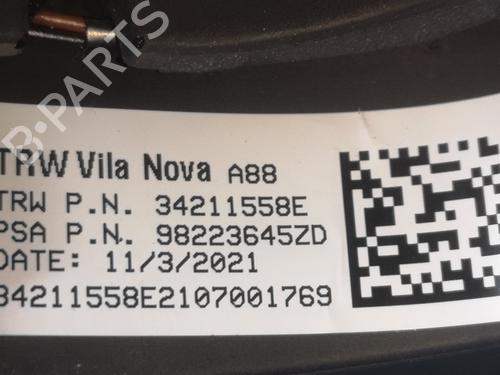 TRW Vila Nova A88
TRW P.N. 34211558E
PSA P.N. 98223645ZD
DATE: 11/3/2021
34211558E2107001769
B-PARTS